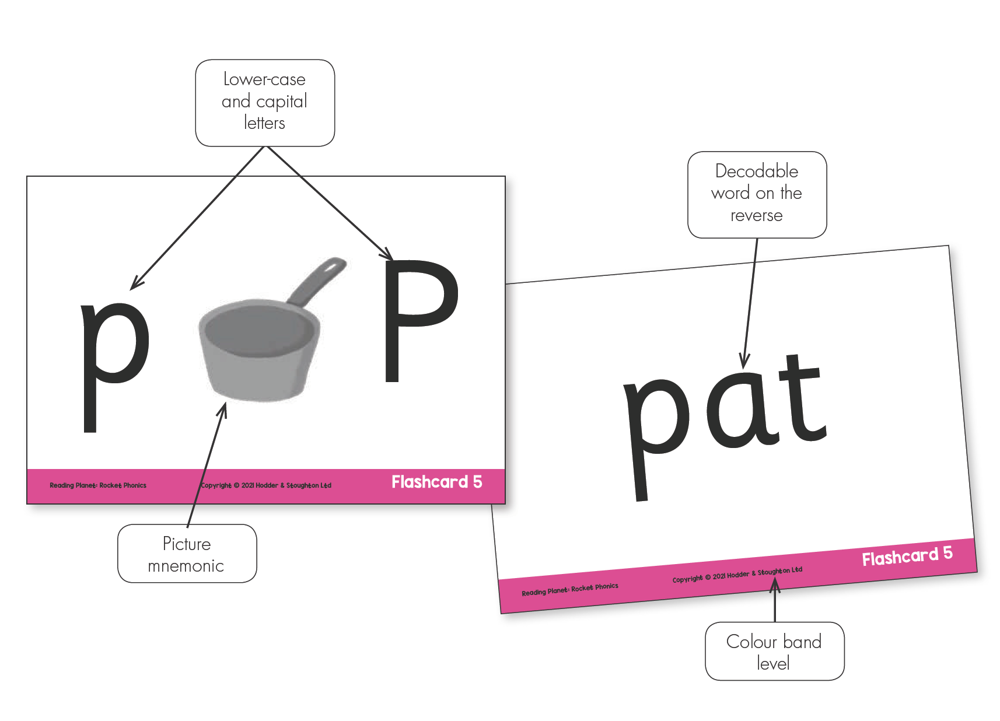 Lower-case
and capital
letters
p P
Reading Planet: Rocket Phonics Copyright © 2021 Hodder & Stoughton Ltd Flashcard 5
Picture
mnemonic
Decodable
word on the
reverse
pat
Reading Planet: Rocket Phonics Copyright © 2021 Hodder & Stoughton Ltd Flashcard 5
Colour band
level